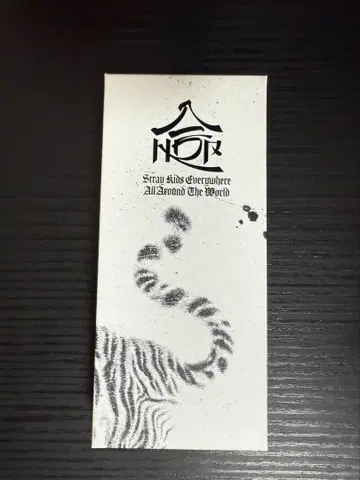 Stray Kids Everywhere
All Around The World